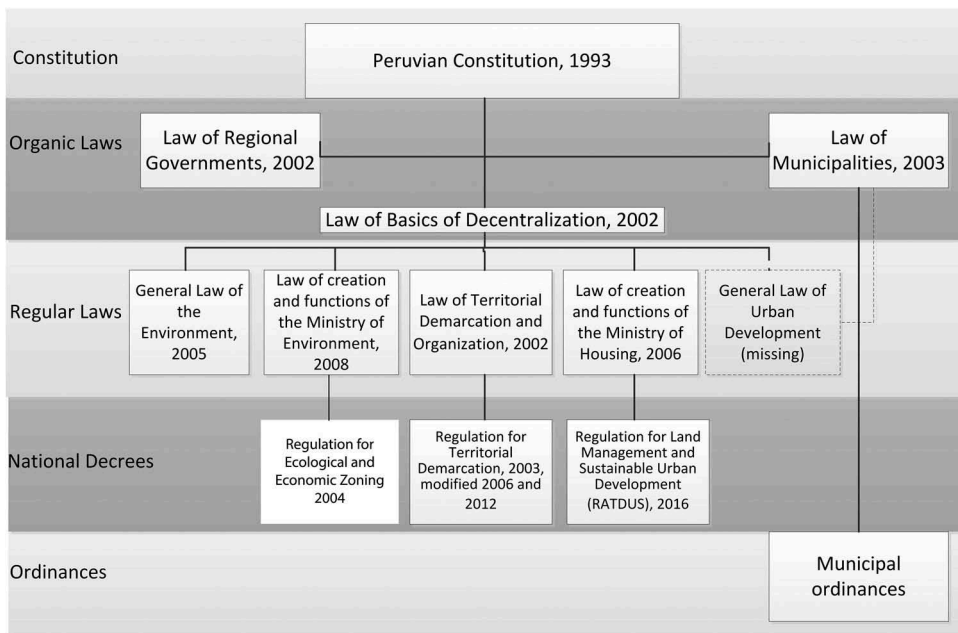 Constitution
Peruvian Constitution, 1993
Organic Laws
Law of Regional
Governments, 2002
Law of
Municipalities, 2003
Law of Basics of Decentralization, 2002
Regular Laws
General Law of
the
Environment,
2005
Law of creation
and functions of
the Ministry of
Environment,
2008
Law of Territorial
Demarcation and
Organization, 2002
Law of creation
and functions of
the Ministry of
Housing, 2006
General Law of
Urban
Development
(missing)
National Decrees
Regulation for
Ecological and
Economic Zoning
2004
Regulation for
Territorial
Demarcation, 2003,
modified 2006 and
2012
Regulation for Land
Management and
Sustainable Urban
Development
(RATDUS), 2016
Ordinances
Municipal
ordinances